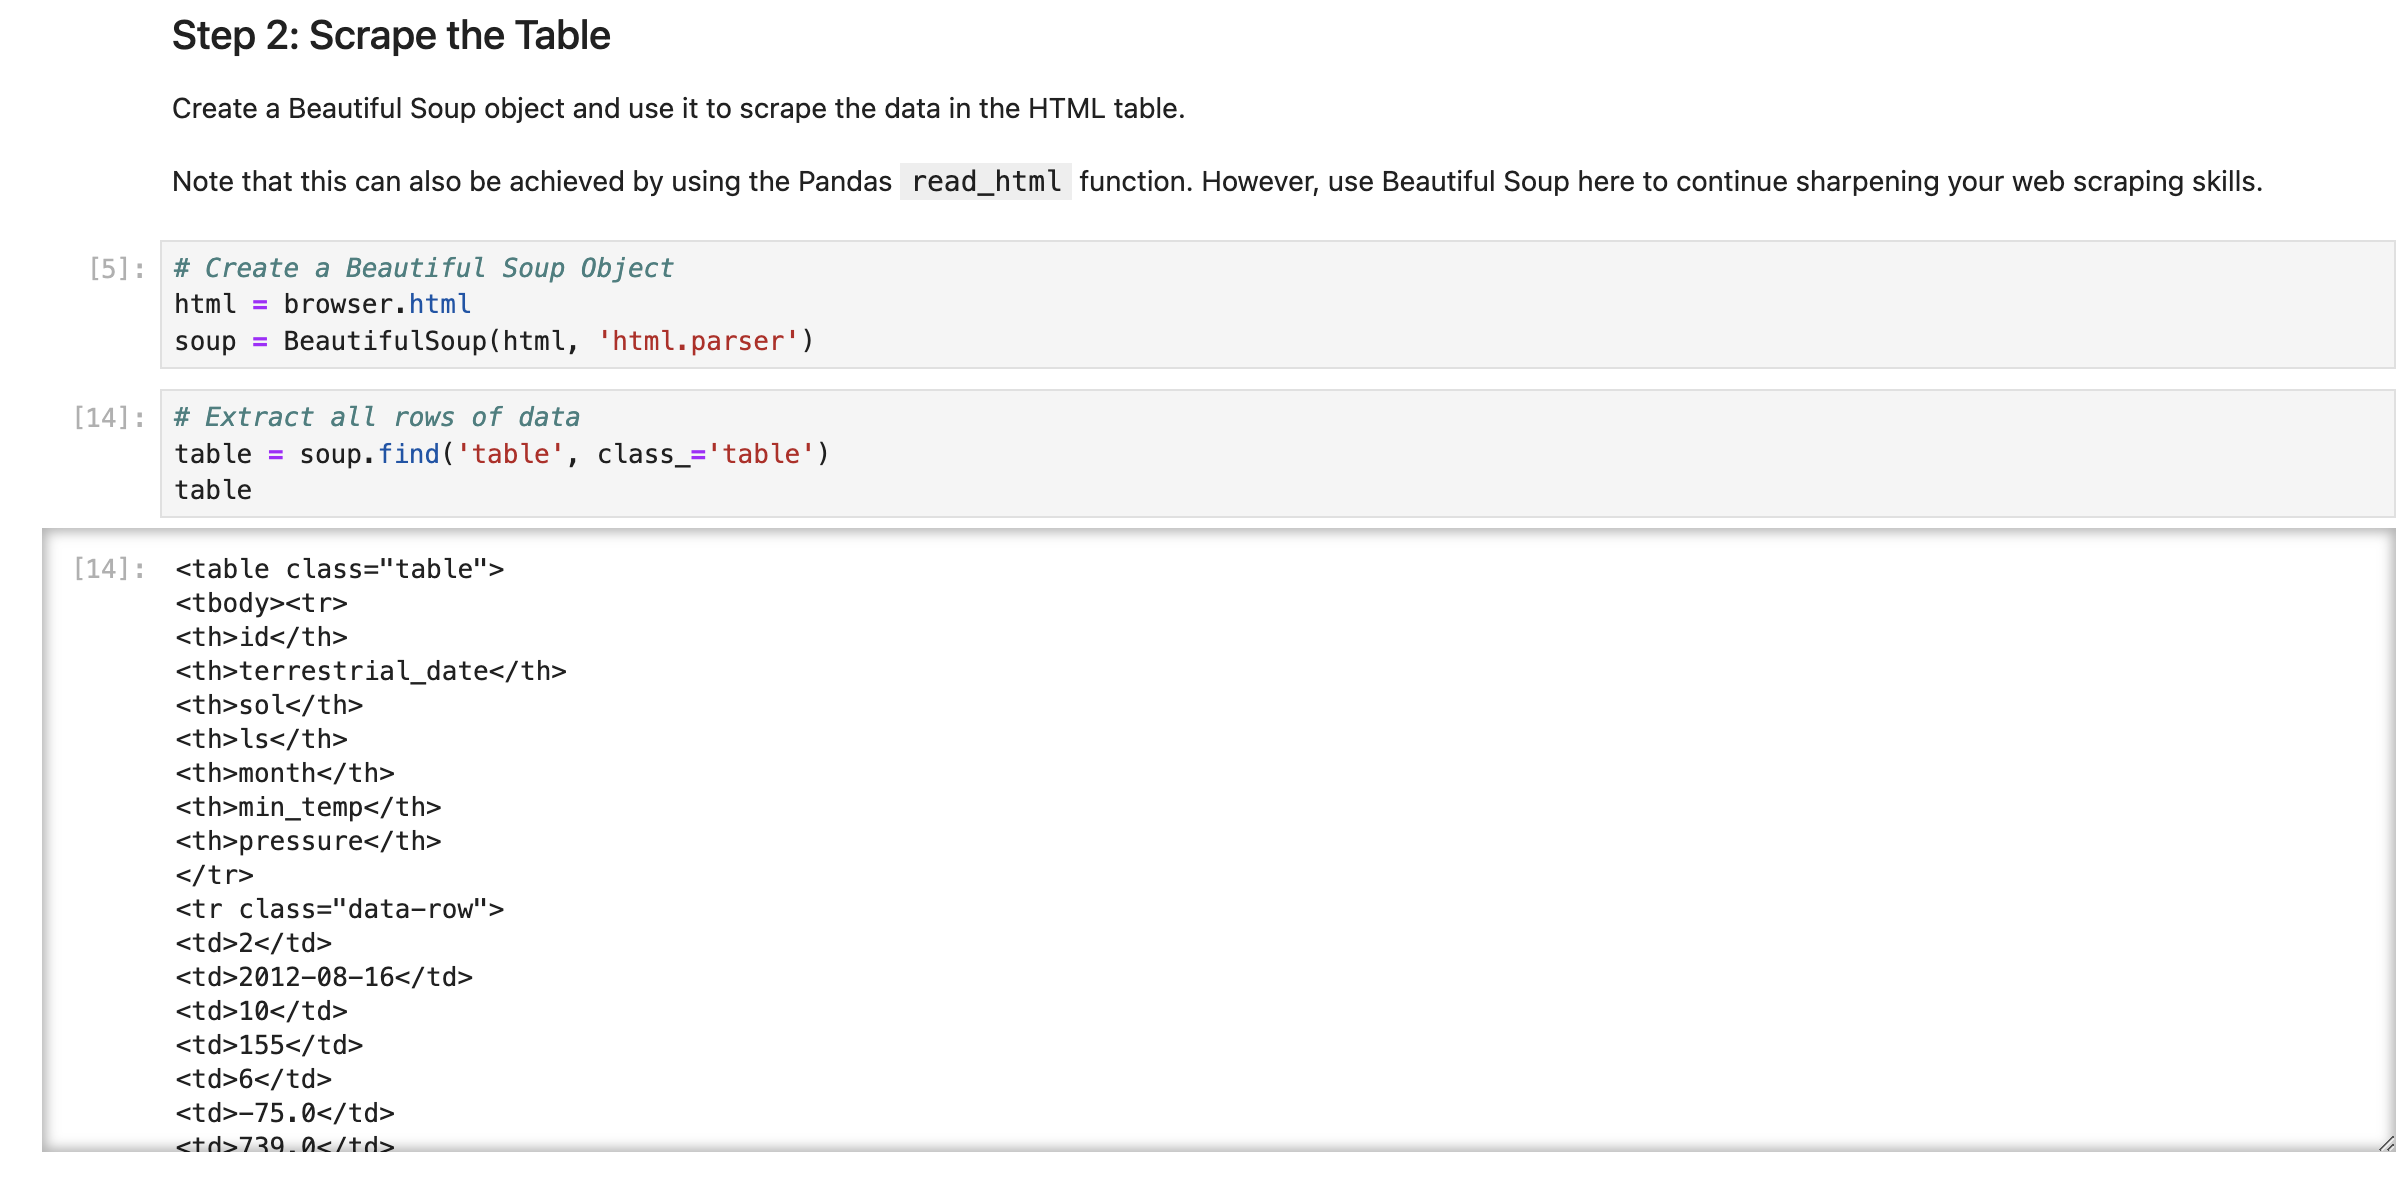 Step 2: Scrape the Table
Create a Beautiful Soup object and use it to scrape the data in the HTML table.
Note that this can also be achieved by using the Pandas read_html function. However, use Beautiful Soup here to continue sharpening your web scraping skills.
[5]: # Create a Beautiful Soup Object
html = browser.html
soup = BeautifulSoup(html, 'html.parser')
[14]: # Extract all rows of data
table = soup.find('table', class_='table')
table
[14]: <table class="table">
<tbody><tr>
<th>id</th>
<th>terrestrial_date</th>
<th>sol</th>
<th>ls</th>
<th>month</th>
<th>min_temp</th>
<th>pressure</th>
</tr>
<tr class="data-row">
<td>2</td>
<td>2012-08-16</td>
<td>10</td>
<td>155</td>
<td>6</td>
<td>-75.0</td>
<td>739.0</td>